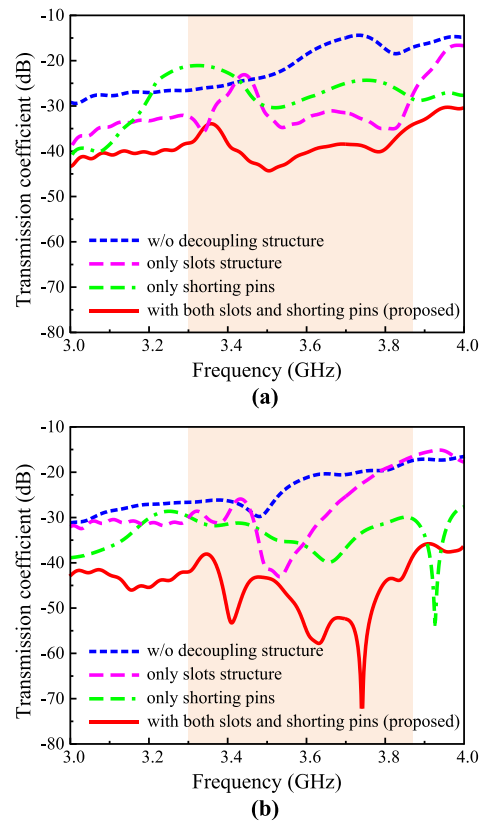 -10
-20
-30
-40
-50
-60
-70
-80
Transmission coefficient (dB)
w/o decoupling structure
only slots structure
only shorting pins
with both slots and shorting pins (proposed)
3.0 3.2 3.4 3.6 3.8 4.0
Frequency (GHz)
(a)
-10
-20
-30
-40
-50
-60
-70
-80
Transmission coefficient (dB)
w/o decoupling structure
only slots structure
only shorting pins
with both slots and shorting pins (proposed)
3.0 3.2 3.4 3.6 3.8 4.0
Frequency (GHz)
(b)